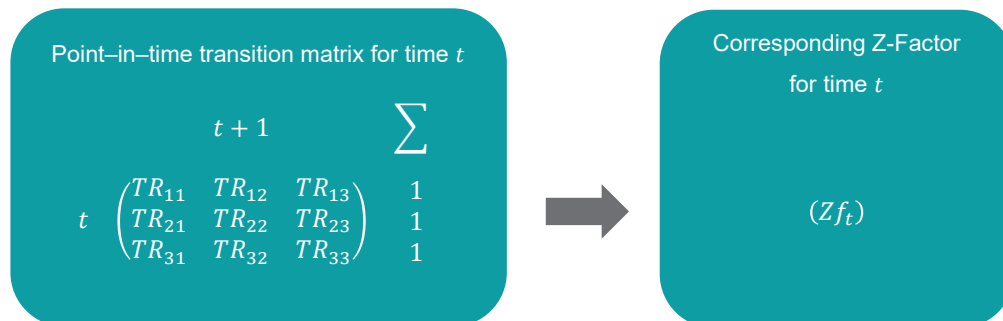 Point–in–time transition matrix for time t
t + 1 ∑
TR₁₁ TR₁₂ TR₁₃ 1
t TR₂₁ TR₂₂ TR₂₃ 1
TR₃₁ TR₃₂ TR₃₃ 1
Corresponding Z-Factor
for time t
(Zfₜ)